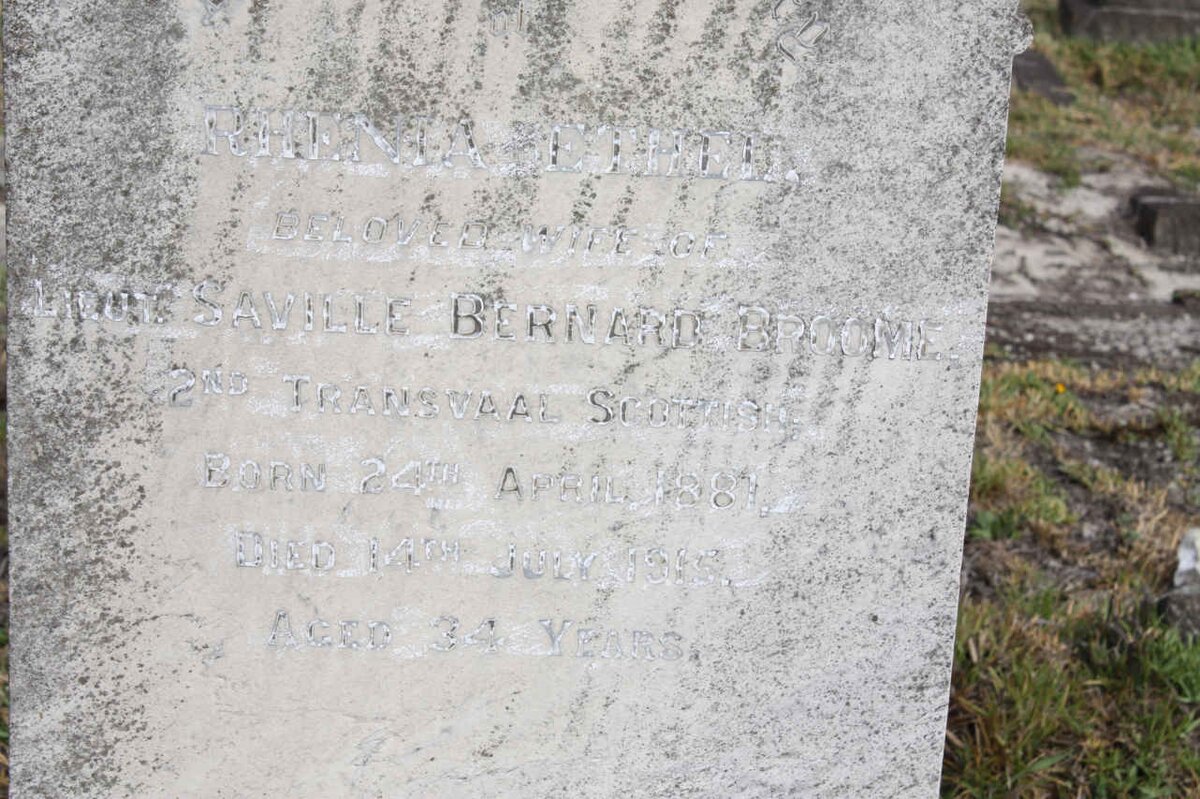 of
RHENIA ETHEL.
BELOVED WIFE OF
LIEUT. SAVILLE BERNARD BROOME.
2ND TRANSVAAL SCOTTISH,
BORN 24TH APRIL 1881,
DIED 14TH JULY 1915.
AGED 34 YEARS.